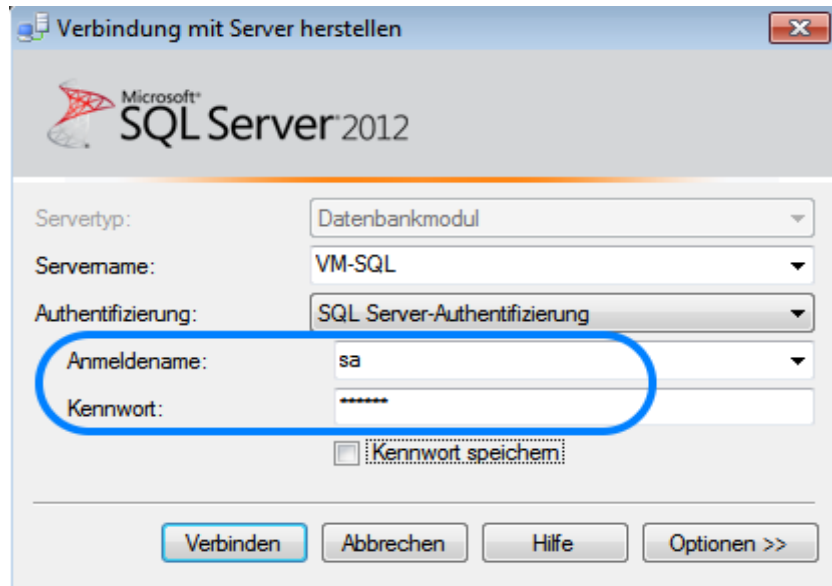 Verbindung mit Server herstellen
Microsoft®
SQL Server® 2012
Servertyp: Datenbankmodul
Servername: VM-SQL
Authentifizierung: SQL Server-Authentifizierung
Anmeldename: sa
Kennwort: ******
Kennwort speichern
Verbinden Abbrechen Hilfe Optionen >>